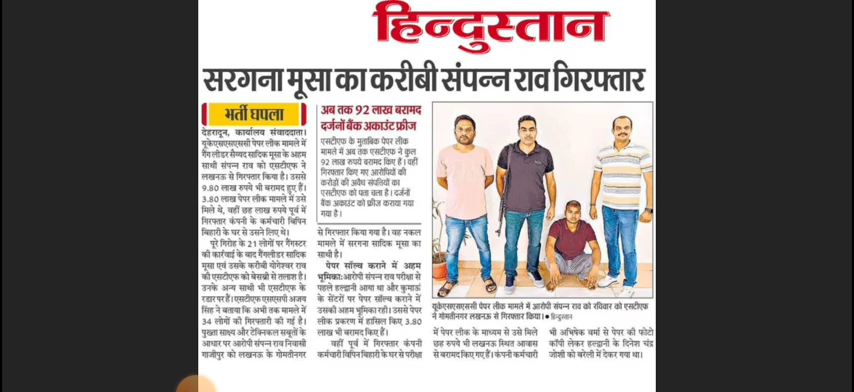 हिन्दुस्तान
सरगना मूसा का करीबी संपन्न राव गिरफ्तार
भर्ती घपला
देहरादून, कार्यालय संवाददाता।
यूकेएसएसएससी पेपर लीक मामले में
गैंग लीडर सैय्यद सादिक मूसा के अहम
साथी संपन्न राव को एसटीएफ ने
लखनऊ से गिरफ्तार किया है। उससे
9.80 लाख रुपये भी बरामद हुए हैं।
3.80 लाख पेपर लीक मामले में उसे
मिले थे, वहीं छह लाख रुपये पूर्व में
गिरफ्तार कंपनी के कर्मचारी विपिन
बिहारी के घर से उसने लिए थे।
पूरे गिरोह के 21 लोगों पर गैंगस्टर
की कार्रवाई के बाद गैंगलीडर सादिक
मूसा एवं उसके करीबी योगेश्वर राव
की एसटीएफ को बेसब्री से तलाश है।
उनके अन्य साथी भी एसटीएफ के
रडार पर हैं। एसटीएफ एसएसपी अजय
सिंह ने बताया कि अभी तक मामले में
34 लोगों की गिरफ्तारी की गई है।
पुख्ता साक्ष्य और टेक्निकल सबूतों के
आधार पर आरोपी संपन्न राव निवासी
गाजीपुर को लखनऊ के गोमतीनगर
अब तक 92 लाख बरामद
दर्जनों बैंक अकाउंट फ्रीज
एसटीएफ के मुताबिक पेपर लीक
मामले में अब तक एसटीएफ ने कुल
92 लाख रुपये बरामद किए हैं। वहीं
गिरफ्तार किए गए आरोपियों की
करोड़ों की अवैध संपत्तियों का
एसटीएफ को पता चला है। दर्जनों
बैंक अकाउंट को फ्रीज कराया गया
गया है।
से गिरफ्तार किया गया है। वह नकल
मामले में सरगना सादिक मूसा का
साथी है।
पेपर सॉल्व कराने में अहम
भूमिका:आरोपी संपन्न राव परीक्षा से
पहले हल्द्वानी आया था और कुमाऊं
के सेंटरों पर पेपर सॉल्व कराने में
उसकी अहम भूमिका रही। उससे पेपर
लीक प्रकरण में हासिल किए 3.80
लाख भी बरामद किए हैं।
वहीं पूर्व में गिरफ्तार कंपनी
कर्मचारी विपिन बिहारी के घर से परीक्षा
यूकेएसएसएससी पेपर लीक मामले में आरोपी संपन्न राव को रविवार को एसटीएफ
ने गोमतीनगर लखनऊ से गिरफ्तार किया। • हिन्दुस्तान
में पेपर लीक के माध्यम से उसे मिले
छह रुपये भी लखनऊ स्थित आवास
से बरामद किए गए हैं। कंपनी कर्मचारी
भी अभिषेक वर्मा से पेपर की फोटो
कॉपी लेकर हल्द्वानी के दिनेश चंद्र
जोशी को बरेली में देकर गया था।